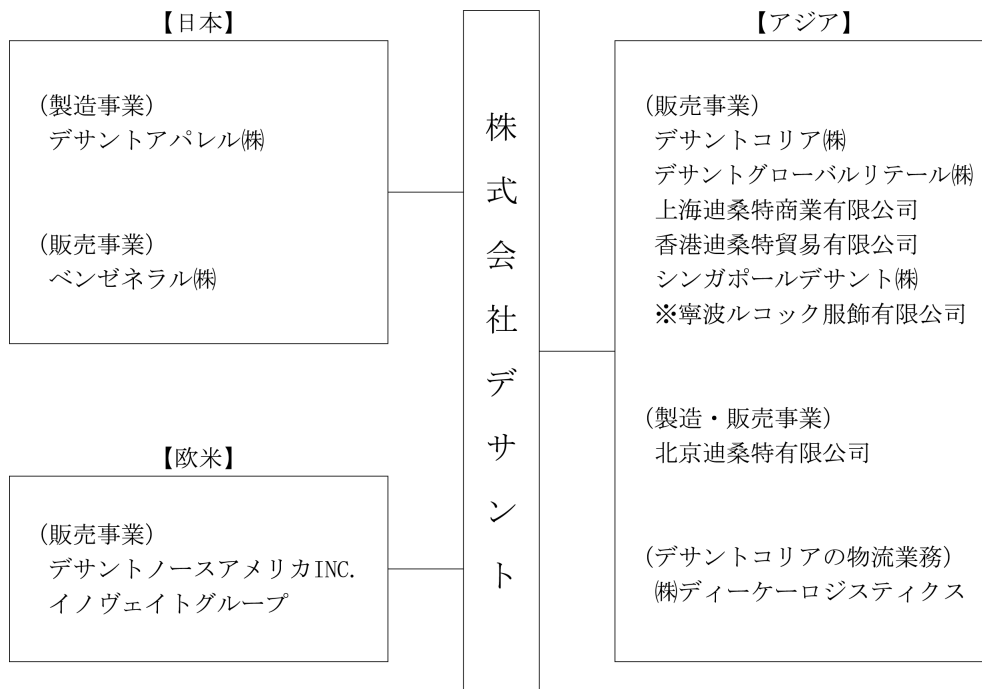 【日本】
(製造事業)
デサントアパレル㈱
(販売事業)
ベンゼネラル㈱
【欧米】
(販売事業)
デサントノースアメリカINC.
イノヴェイトグループ
株式会社デサント
【アジア】
(販売事業)
デサントコリア㈱
デサントグローバルリテール㈱
上海迪桑特商業有限公司
香港迪桑特貿易有限公司
シンガポールデサント㈱
※寧波ルコック服飾有限公司
(製造・販売事業)
北京迪桑特有限公司
(デサントコリアの物流業務)
㈱ディーケーロジスティクス